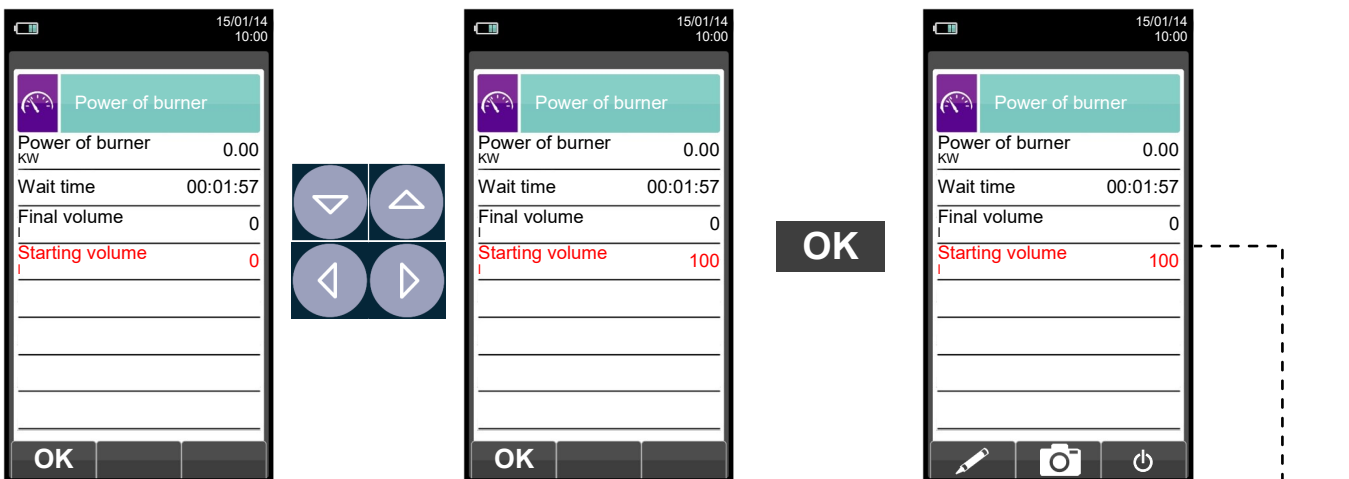 15/01/14
10:00
Power of burner
Power of burner 0.00
KW
Wait time 00:01:57
Final volume 0
l
Starting volume 0
l
OK
15/01/14
10:00
Power of burner
Power of burner 0.00
KW
Wait time 00:01:57
Final volume 0
l
Starting volume 100
l
OK
OK
15/01/14
10:00
Power of burner
Power of burner 0.00
KW
Wait time 00:01:57
Final volume 0
l
Starting volume 100
l